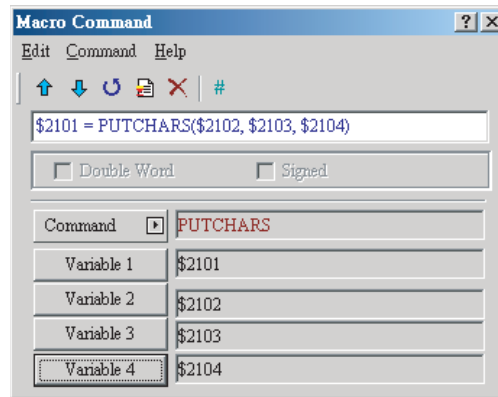 Macro Command
Edit Command Help
#
$2101 = PUTCHARS($2102, $2103, $2104)
Double Word Signed
Command PUTCHARS
Variable 1 $2101
Variable 2 $2102
Variable 3 $2103
Variable 4 $2104